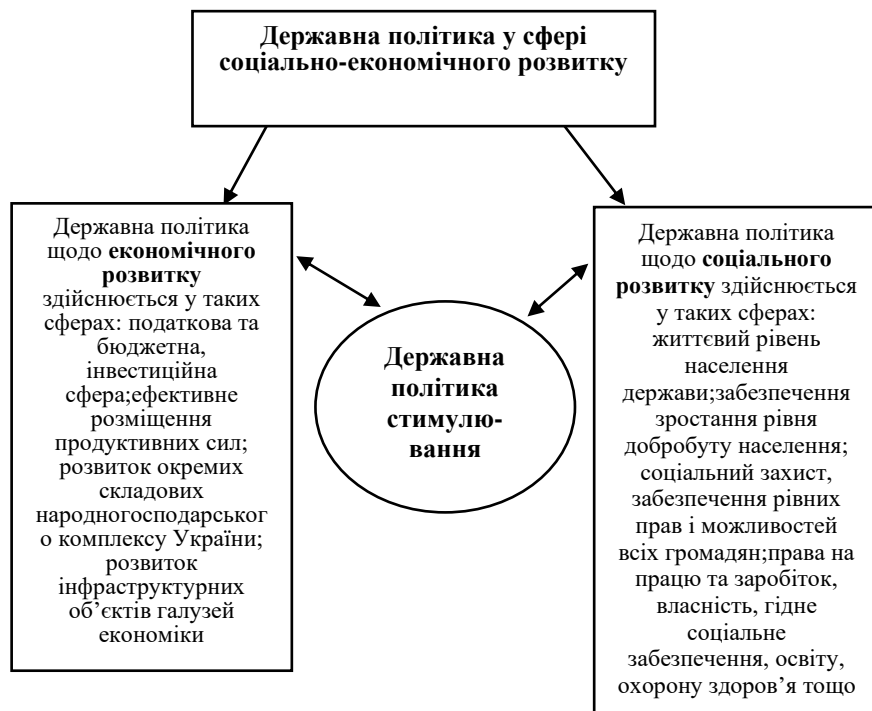 Державна політика у сфері
соціально-економічного розвитку
Державна політика
щодо економічного
розвитку
здійснюється у таких
сферах: податкова та
бюджетна,
інвестиційна
сфера;ефективне
розміщення
продуктивних сил;
розвиток окремих
складових
народногосподарськог
о комплексу України;
розвиток
інфраструктурних
об’єктів галузей
економіки
Державна
політика
стимулю-
вання
Державна політика
щодо соціального
розвитку здійснюється
у таких сферах:
життєвий рівень
населення
держави;забезпечення
зростання рівня
добробуту населення;
соціальний захист,
забезпечення рівних
прав і можливостей
всіх громадян;права на
працю та заробіток,
власність, гідне
соціальне
забезпечення, освіту,
охорону здоров’я тощо